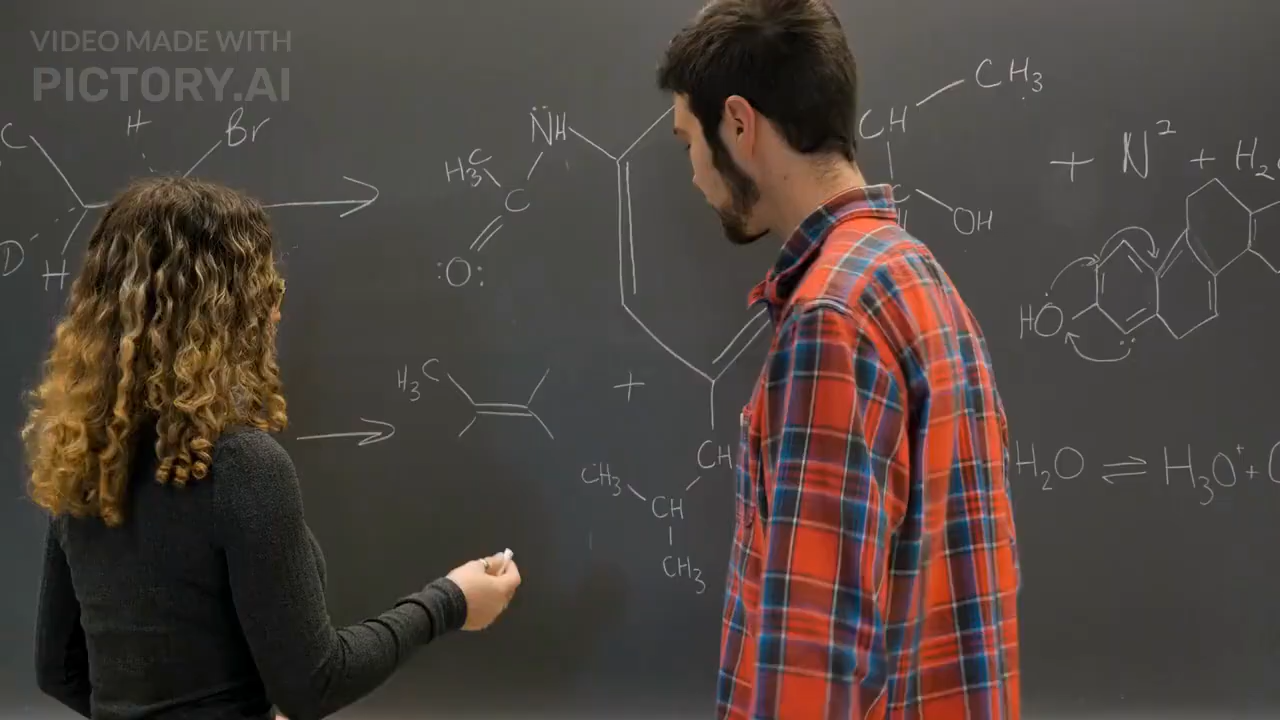 VIDEO MADE WITH
PICTORY.AI
C
H
Br
D
H
H₃C
NH
C
:O:
CH
CH₃
C
OH
+ N² + H₂
HO
H₃C
+
CH
CH₃
CH
CH₃
H₂O ⇌ H₃O⁺ +